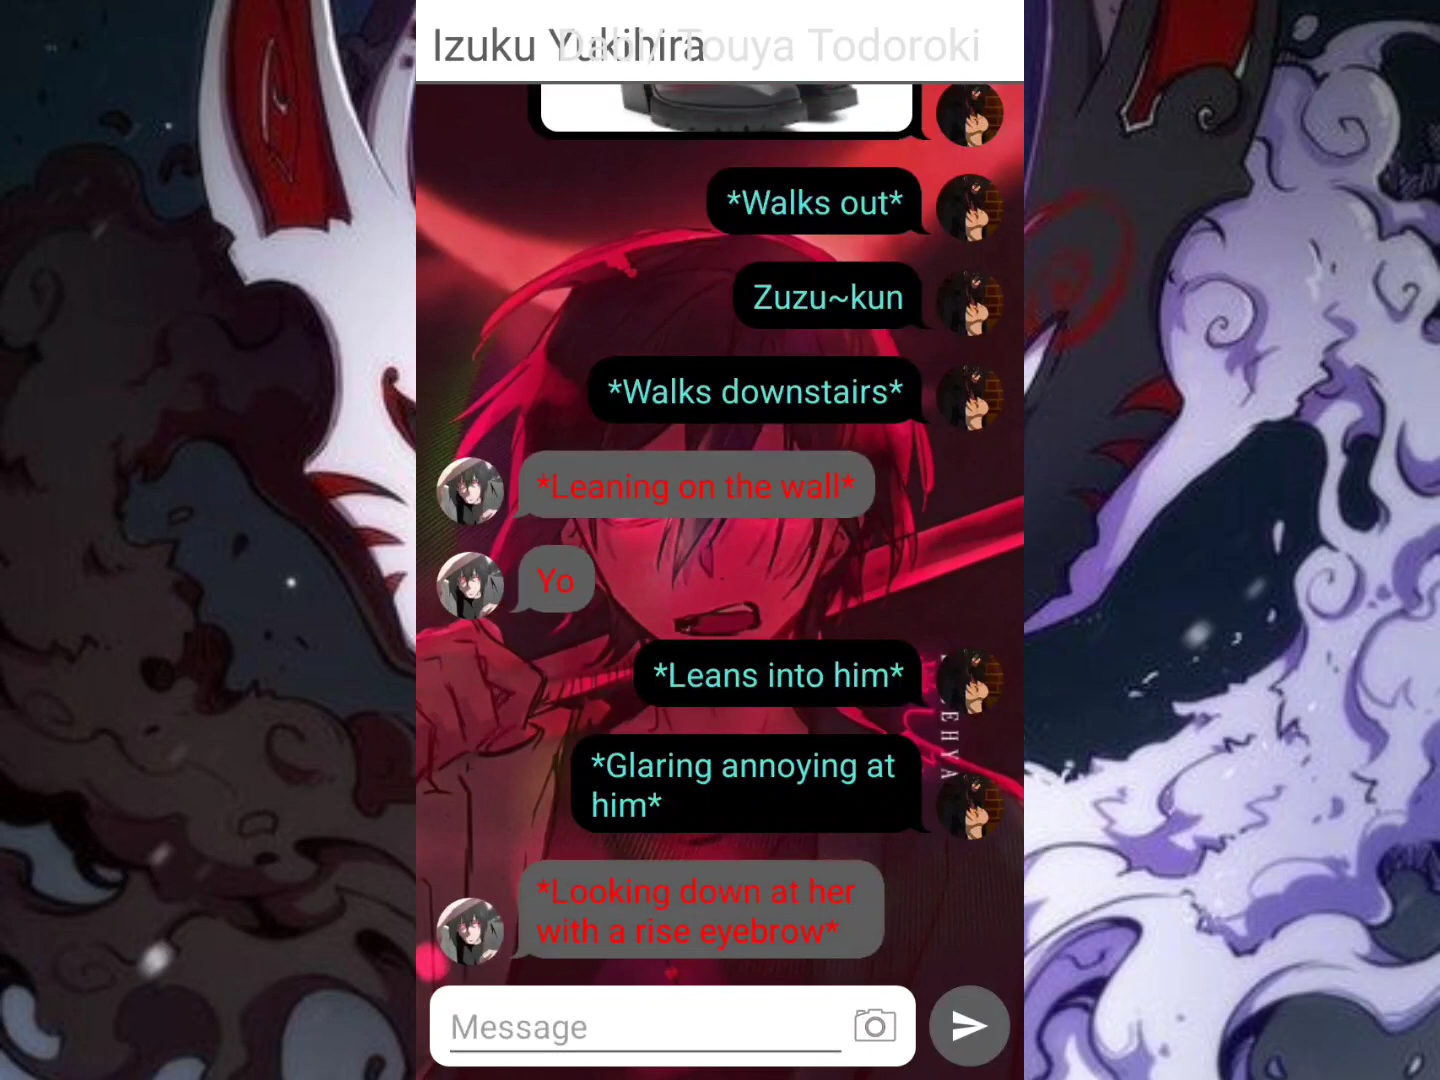 Izuku Yukihira
Touya Todoroki
*Walks out*
Zuzu~kun
*Walks downstairs*
*Leaning on the wall*
Yo
*Leans into him*
*Glaring annoying at
him*
EHYA
*Looking down at her
with a rise eyebrow*
Message